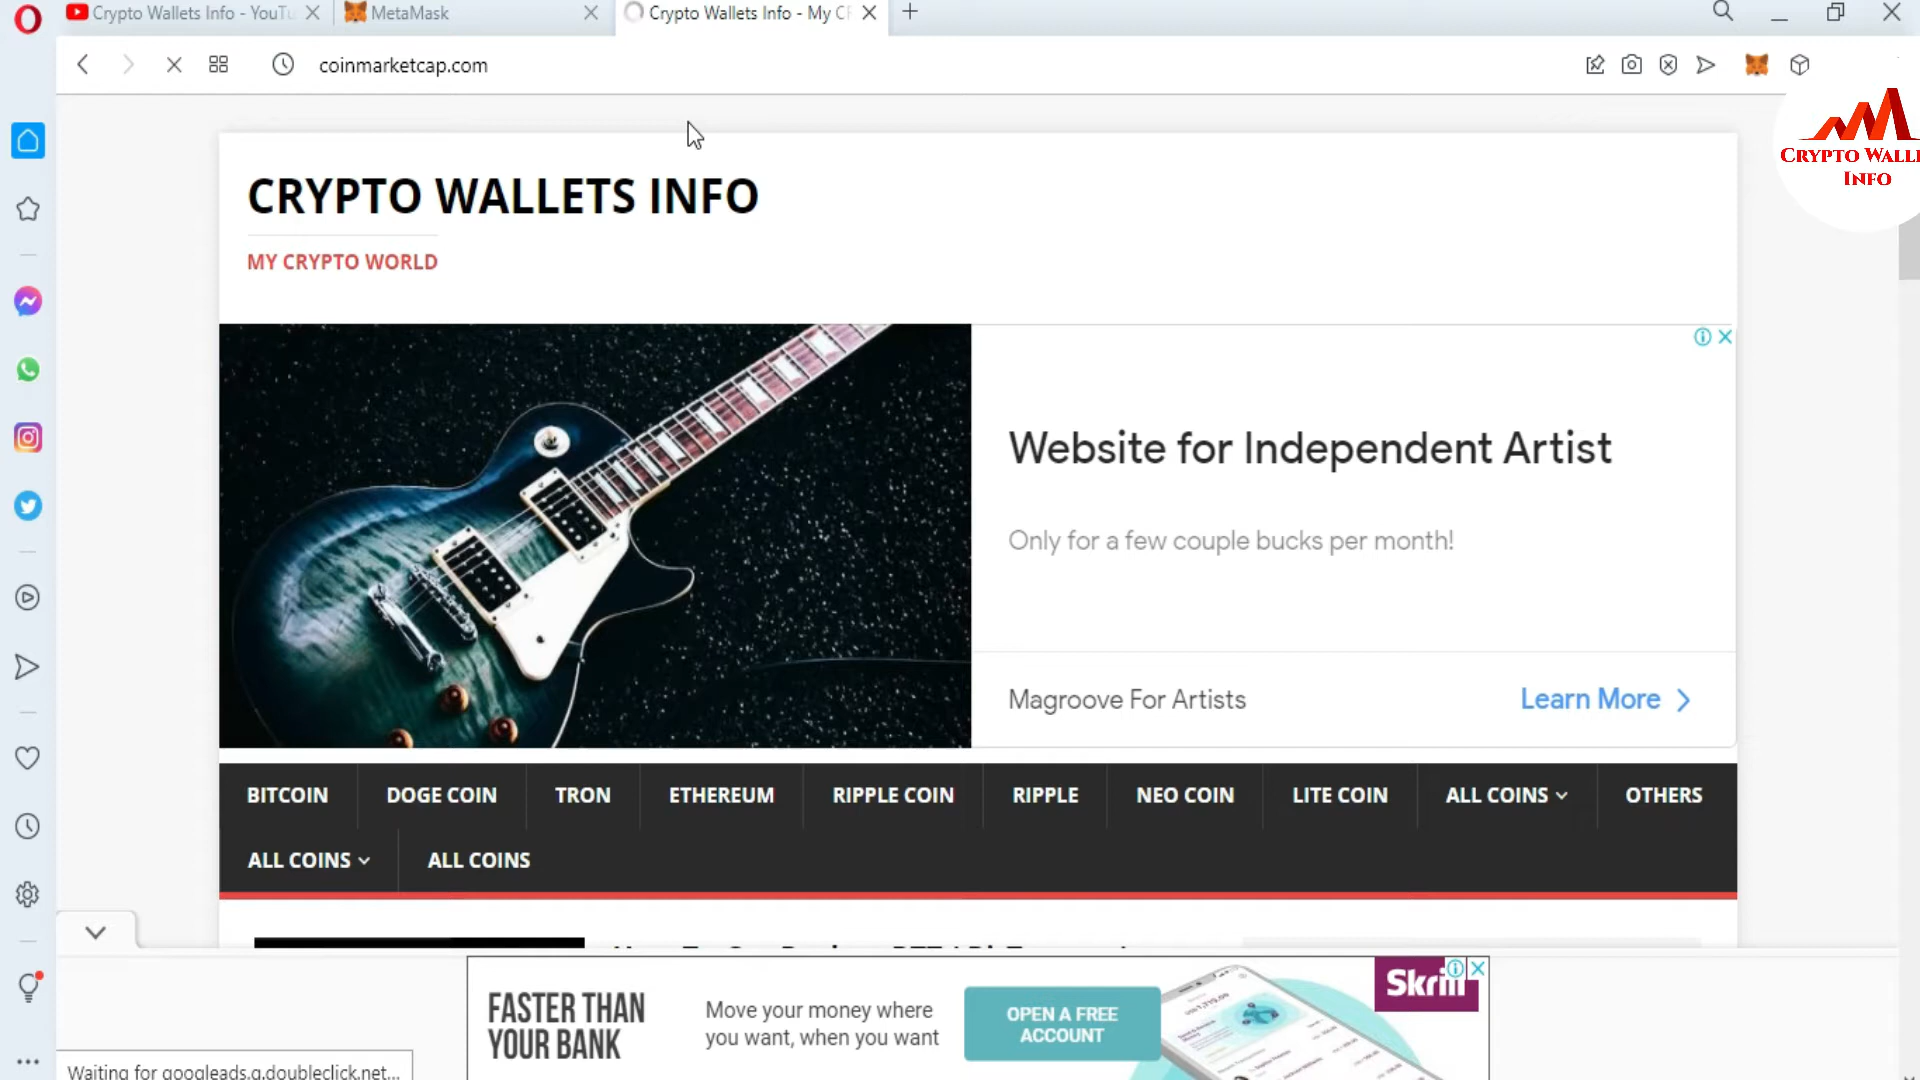 Crypto Wallets Info - YouTu
MetaMask
Crypto Wallets Info - My C
coinmarketcap.com
CRYPTO WALLE
INFO
CRYPTO WALLETS INFO
MY CRYPTO WORLD
Website for Independent Artist
Only for a few couple bucks per month!
Magroove For Artists
Learn More
BITCOIN
DOGE COIN
TRON
ETHEREUM
RIPPLE COIN
RIPPLE
NEO COIN
LITE COIN
ALL COINS
OTHERS
ALL COINS
ALL COINS
FASTER THAN
YOUR BANK
Move your money where
you want, when you want
OPEN A FREE
ACCOUNT
Skrill
Waiting for googleads.g.doubleclick.net...